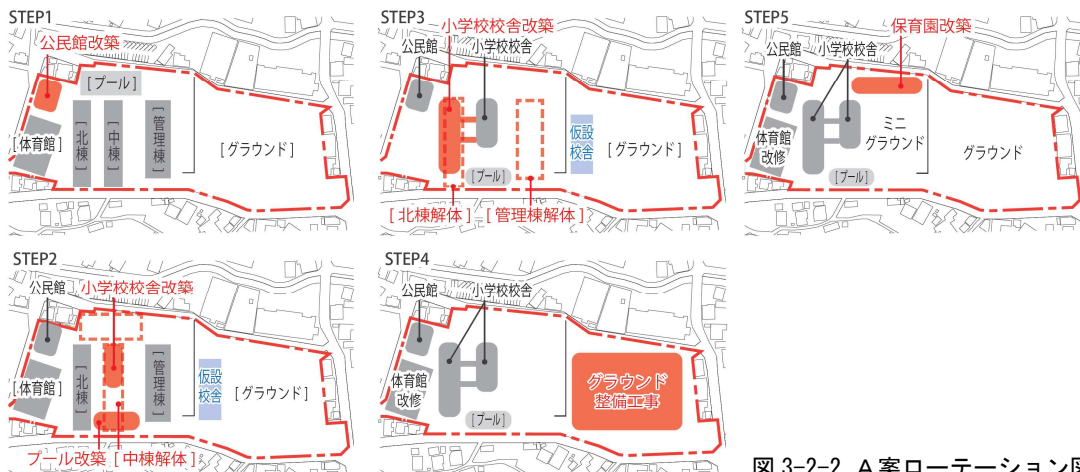 STEP1
公民館改築
[プール]
[体育館]
[北棟]
[中棟]
[管理棟]
[グラウンド]
STEP2
公民館
小学校校舎改築
[体育館]
[北棟]
[管理棟]
仮設
校舎
[グラウンド]
プール改築
[中棟解体]
STEP3
小学校校舎改築
公民館
小学校校舎
仮設
校舎
[グラウンド]
[プール]
[北棟解体]
[管理棟解体]
STEP4
公民館
小学校校舎
体育館
改修
[プール]
グラウンド
整備工事
STEP5
保育園改築
公民館
小学校校舎
体育館
改修
ミニ
グラウンド
グラウンド
[プール]
図 3-2-2 A案ローテーション図